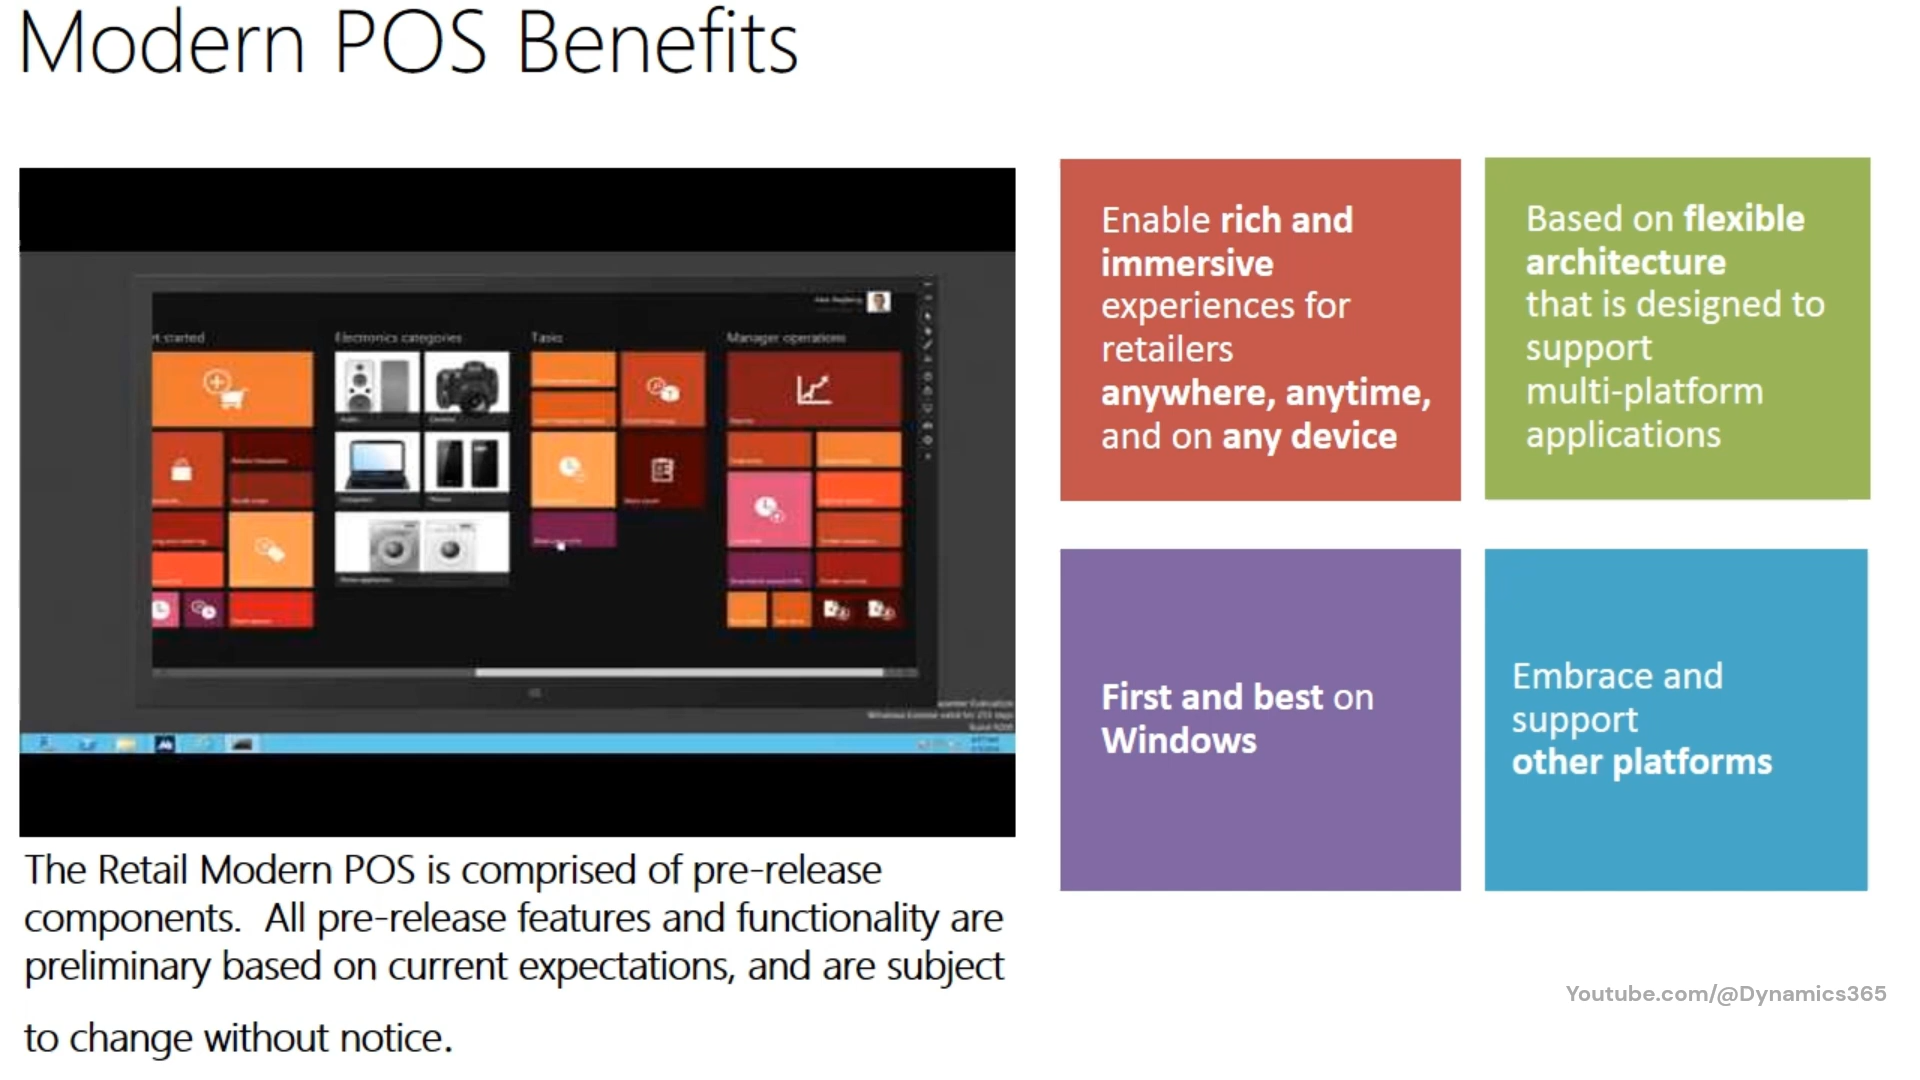 Modern POS Benefits
Electronics categories
Tasks
Manager operations
Enable rich and
immersive
experiences for
retailers
anywhere, anytime,
and on any device
Based on flexible
architecture
that is designed to
support
multi-platform
applications
First and best on
Windows
Embrace and
support
other platforms
The Retail Modern POS is comprised of pre-release
components.  All pre-release features and functionality are
preliminary based on current expectations, and are subject
to change without notice.
Youtube.com/@Dynamics365